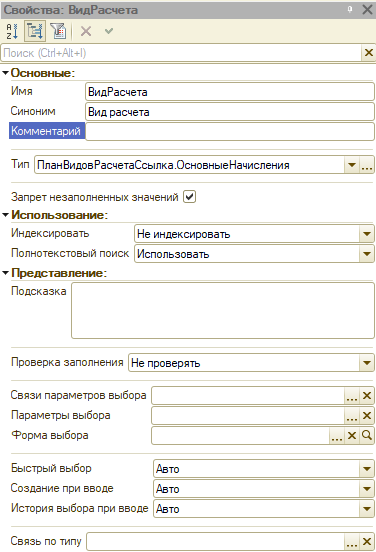 Свойства: ВидРасчета
Поиск (Ctrl+Alt+I)
Основные:
Имя ВидРасчета
Синоним Вид расчета
Комментарий
Тип ПланВидовРасчетаСсылка.ОсновныеНачисления ...
Запрет незаполненных значений
Использование:
Индексировать Не индексировать
Полнотекстовый поиск Использовать
Представление:
Подсказка
Проверка заполнения Не проверять
Связи параметров выбора ...
Параметры выбора ...
Форма выбора ...
Быстрый выбор Авто
Создание при вводе Авто
История выбора при вводе Авто
Связь по типу ...